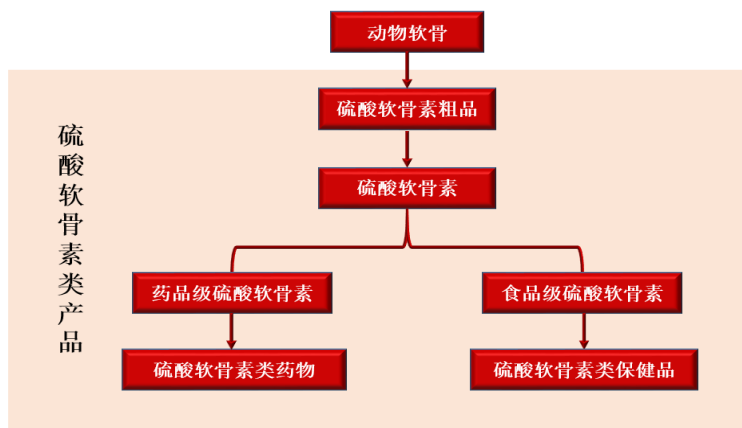 动物软骨
硫酸软骨素粗品
硫酸软骨素
药品级硫酸软骨素
食品级硫酸软骨素
硫酸软骨素类药物
硫酸软骨素类保健品
硫酸软骨素类产品